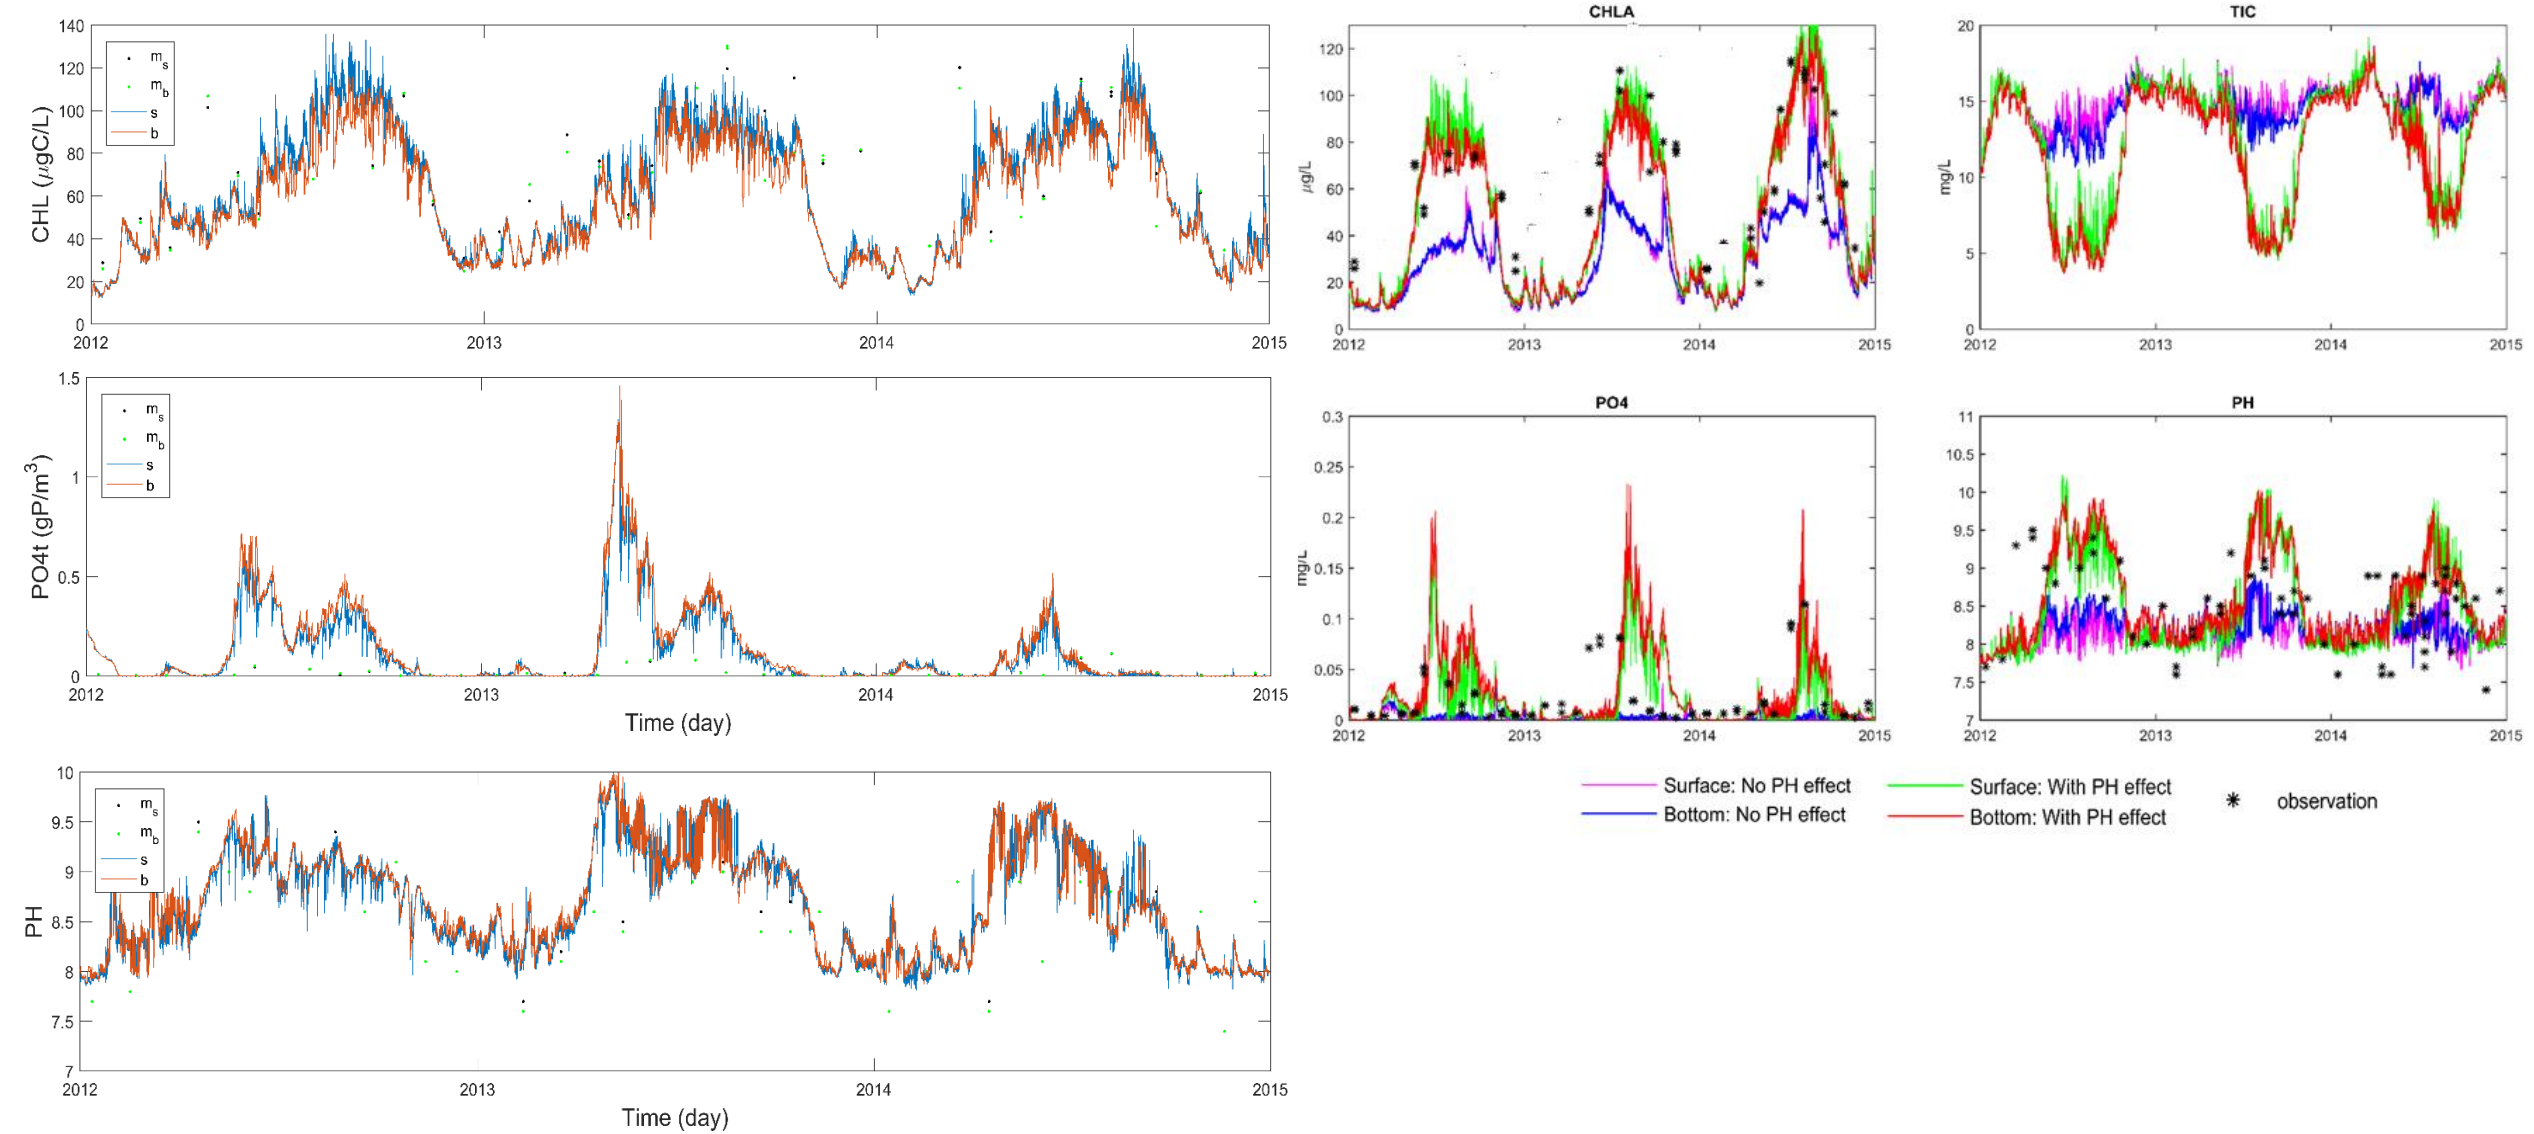 140
120
100
80
60
40
20
0
CHL (μgC/L)
m_s
m_b
s
b
2012 2013 2014 2015
1.5
1
0.5
0
PO4t (gP/m³)
m_s
m_b
s
b
2012 2013 2014 2015
Time (day)
10
9.5
9
8.5
8
7.5
7
PH
m_s
m_b
s
b
2012 2013 2014 2015
Time (day)
CHLA
120
100
80
60
40
20
0
μg/L
2012 2013 2014 2015
TIC
20
15
10
5
0
mg/L
2012 2013 2014 2015
PO4
0.3
0.25
0.2
0.15
0.1
0.05
0
mg/L
2012 2013 2014 2015
PH
11
10.5
10
9.5
9
8.5
8
7.5
7
2012 2013 2014 2015
Surface: No PH effect
Bottom: No PH effect
Surface: With PH effect
Bottom: With PH effect
observation